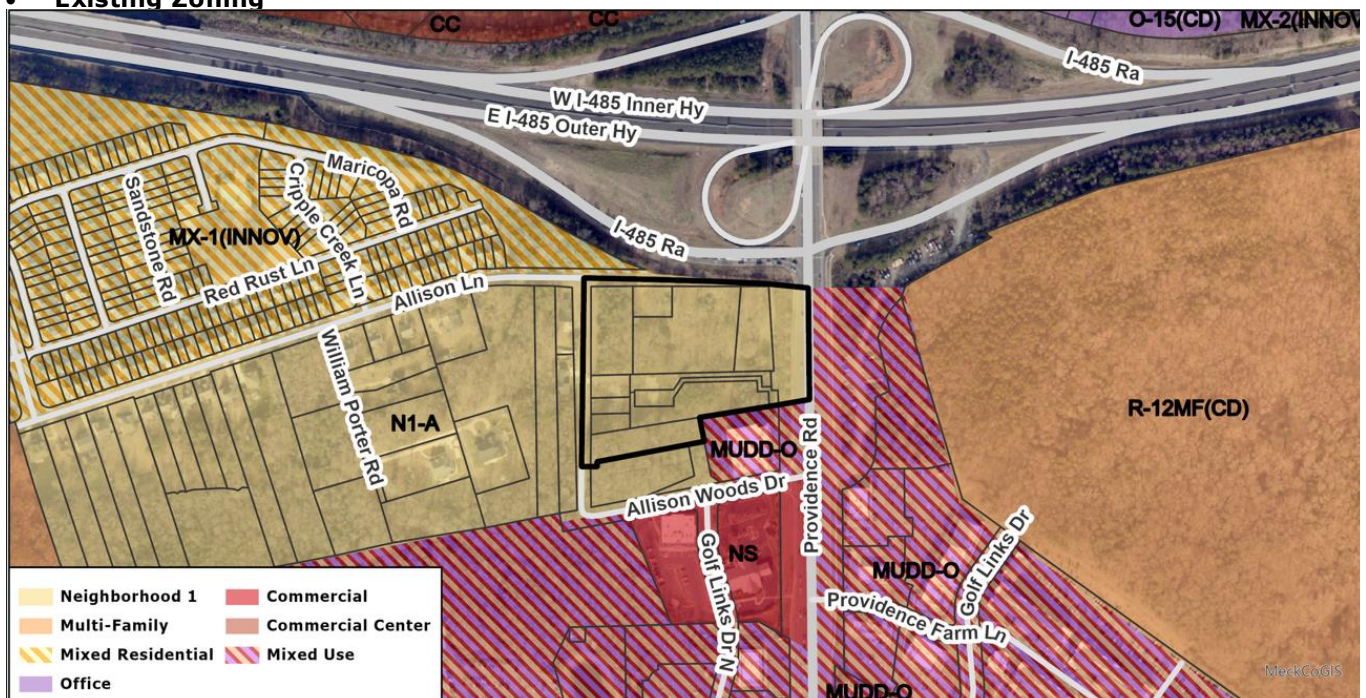 • Existing Zoning
CC
CC
O-15(CD)
MX-2(INNOV
I-485 Ra
W I-485 Inner Hy
E I-485 Outer Hy
Maricopa Rd
Cripple Creek Ln
Sandstone Rd
MX-1(INNOV)
I-485 Ra
Red Rust Ln
Allison Ln
William Porter Rd
N1-A
R-12MF(CD)
MUDD-O
Providence Rd
Allison Woods Dr
Golf Links Dr N
NS
MUDD-O
Golf Links Dr
Providence Farm Ln
MUDD-O
Neighborhood 1
Multi-Family
Mixed Residential
Office
Commercial
Commercial Center
Mixed Use
MeckCoGIS